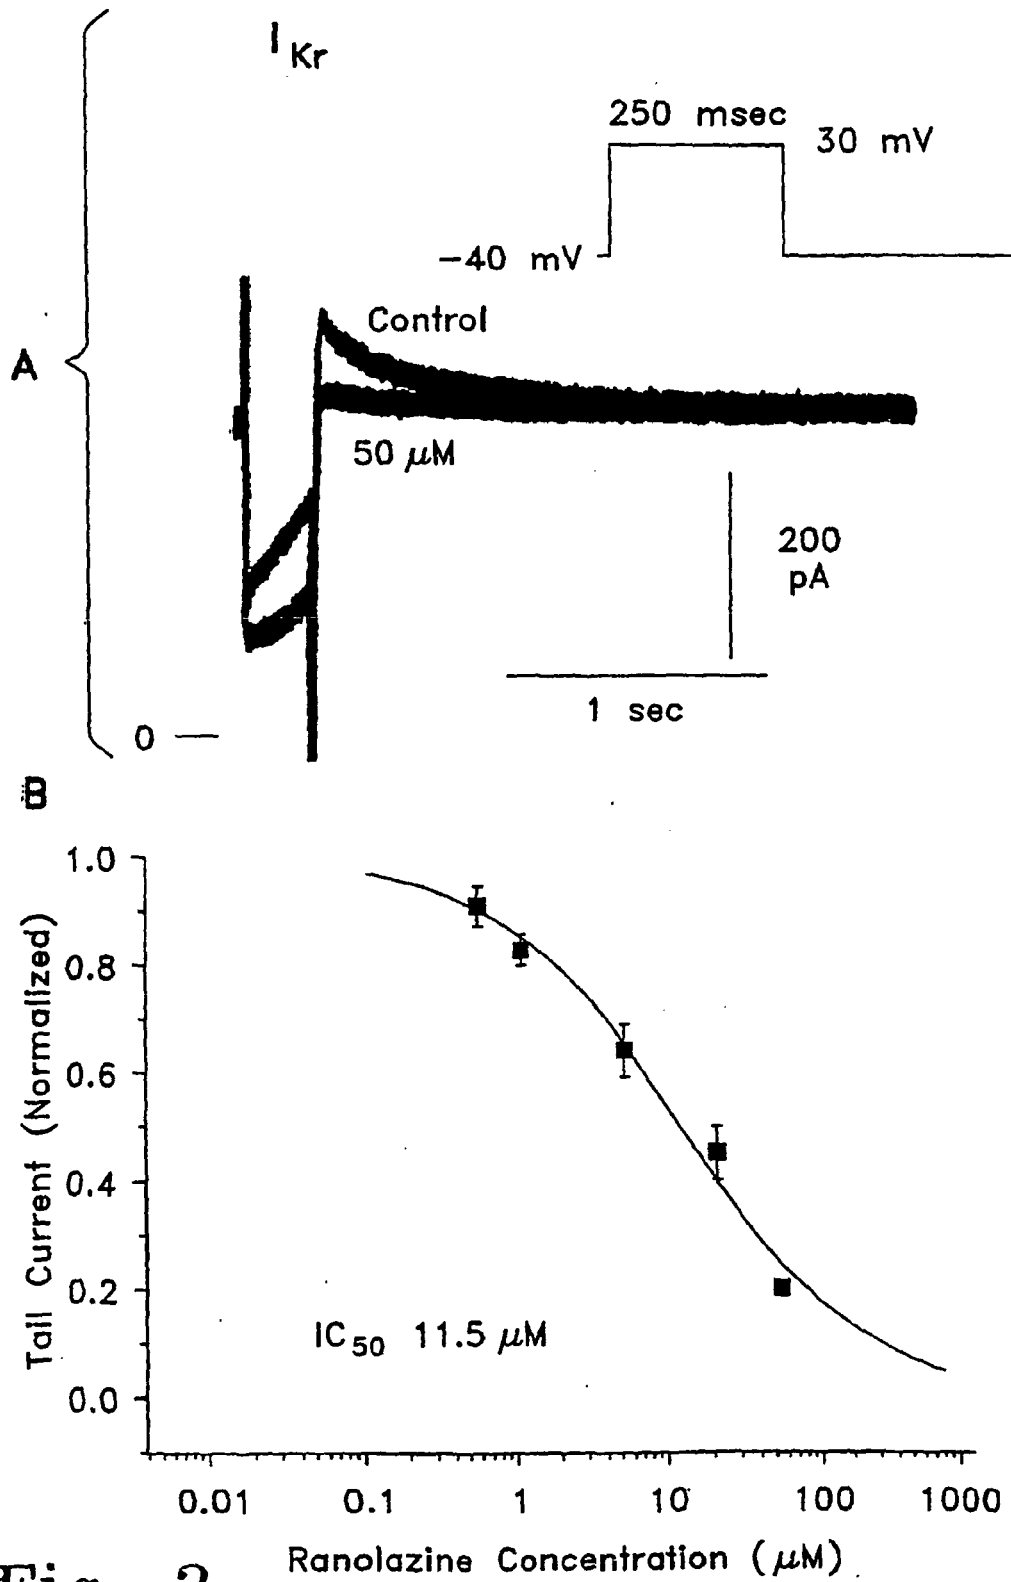 I Kr
250 msec
30 mV
-40 mV
Control
A
50 μM
200
pA
1 sec
0
B
1.0
0.8
0.6
0.4
0.2
0.0
Tail Current (Normalized)
IC50 11.5 μM
0.01 0.1 1 10 100 1000
Ranolazine Concentration (μM)
Fig. 2